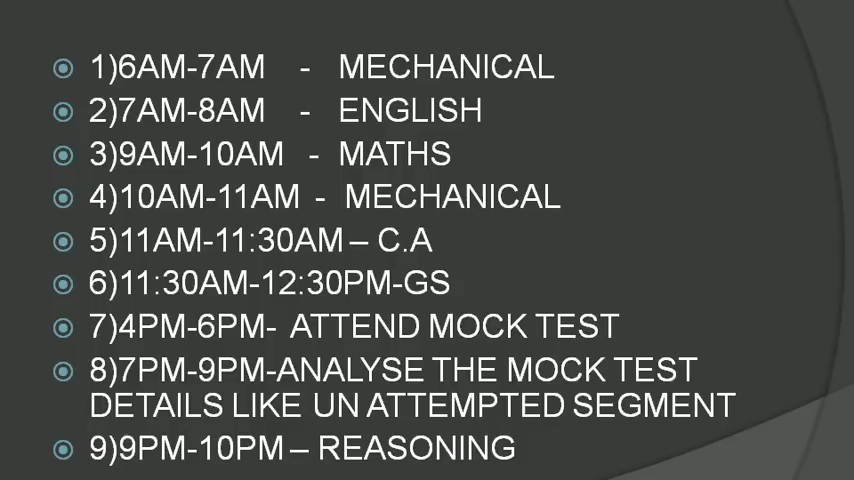 1)6AM-7AM - MECHANICAL
2)7AM-8AM - ENGLISH
3)9AM-10AM - MATHS
4)10AM-11AM - MECHANICAL
5)11AM-11:30AM – C.A
6)11:30AM-12:30PM-GS
7)4PM-6PM- ATTEND MOCK TEST
8)7PM-9PM-ANALYSE THE MOCK TEST
DETAILS LIKE UN ATTEMPTED SEGMENT
9)9PM-10PM – REASONING